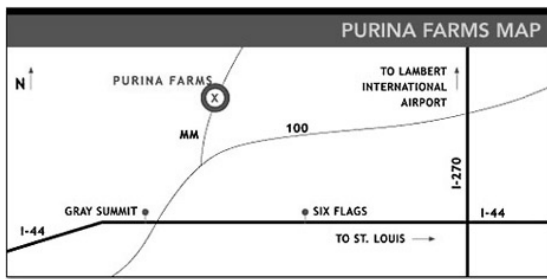 PURINA FARMS MAP
N
PURINA FARMS
X
TO LAMBERT
INTERNATIONAL
AIRPORT
MM
100
I-270
GRAY SUMMIT
SIX FLAGS
I-44
I-44
TO ST. LOUIS